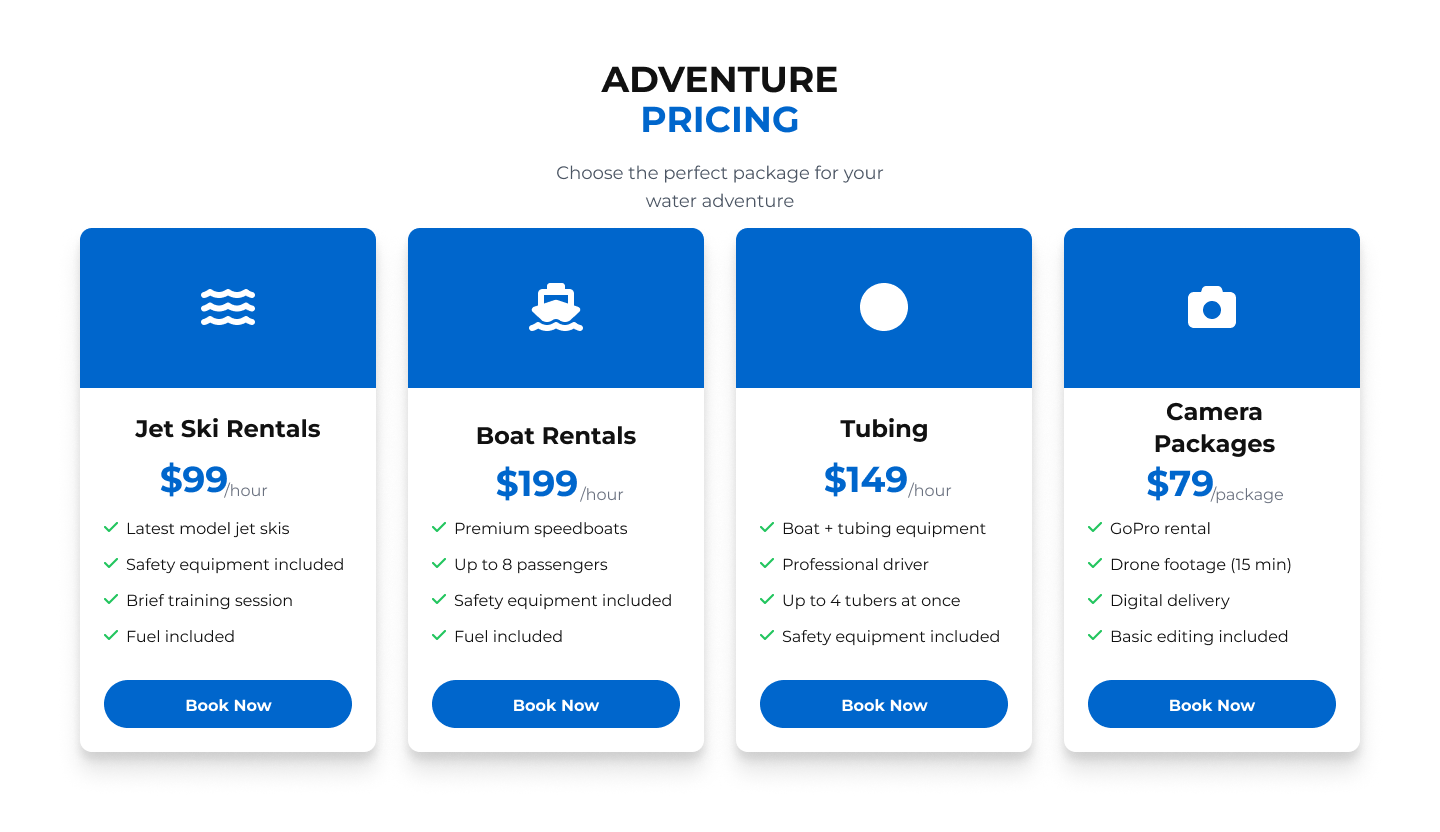 ADVENTURE
PRICING
Choose the perfect package for your
water adventure
Jet Ski Rentals
$99/hour
Latest model jet skis
Safety equipment included
Brief training session
Fuel included
Book Now
Boat Rentals
$199/hour
Premium speedboats
Up to 8 passengers
Safety equipment included
Fuel included
Book Now
Tubing
$149/hour
Boat + tubing equipment
Professional driver
Up to 4 tubers at once
Safety equipment included
Book Now
Camera
Packages
$79/package
GoPro rental
Drone footage (15 min)
Digital delivery
Basic editing included
Book Now